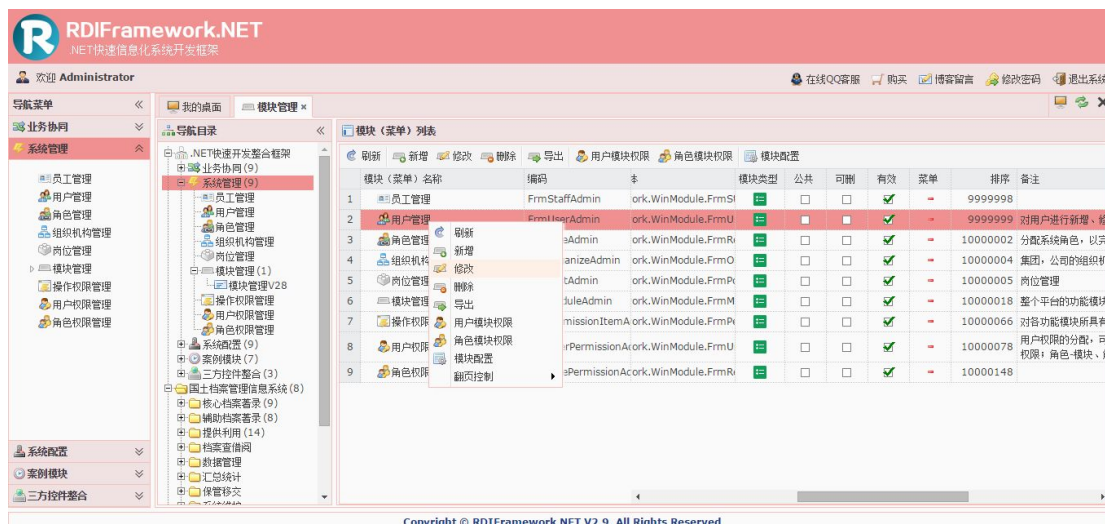 RDIFramework.NET
.NET快速信息化系统开发框架
欢迎 Administrator
在线QQ客服 购买 博客留言 修改密码 退出系统
导航菜单
业务协同
系统管理
员工管理
用户管理
角色管理
组织机构管理
岗位管理
模块管理
操作权限管理
用户权限管理
角色权限管理
系统配置
案例模块
三方控件整合
我的桌面 模块管理
导航目录
.NET快速开发整合框架
业务协同(9)
系统管理(9)
员工管理
用户管理
角色管理
组织机构管理
岗位管理
模块管理(1)
模块管理V28
操作权限管理
用户权限管理
角色权限管理
系统配置(9)
案例模块(7)
三方控件整合(3)
国土档案管理信息系统(8)
核心档案著录(9)
辅助档案著录(8)
提供利用(14)
档案查借阅
数据管理
汇总统计
保管移交
模块（菜单）列表
刷新 新增 修改 删除 导出 用户模块权限 角色模块权限 模块配置
模块（菜单）名称 编码 模块类型 公共 可删 有效 菜单 排序 备注
1 员工管理 FrmStaffAdmin ork.WinModule.FrmSt 9999998
2 用户管理 FrmUserAdmin ork.WinModule.FrmU 9999999 对用户进行新增、修
3 角色管理 eAdmin ork.WinModule.FrmRo 10000002 分配系统角色，以完
4 组织机构 anizeAdmin ork.WinModule.FrmO 10000004 集团，公司的组织机
5 岗位管理 tAdmin ork.WinModule.FrmPo 10000005 岗位管理
6 模块管理 duleAdmin ork.WinModule.FrmM 10000018 整个平台的功能模块
7 操作权限 missionItemA ork.WinModule.FrmPe 10000066 对各功能模块所具有
8 用户权限 rPermissionA ork.WinModule.FrmU 10000078 用户权限的分配，可
权限；角色-模块、
9 角色权限 ePermissionA ork.WinModule.FrmRo 10000148
刷新
新增
修改
删除
导出
用户模块权限
角色模块权限
模块配置
翻页控制
Copyright © RDIFramework.NET V2.9, All Rights Reserved